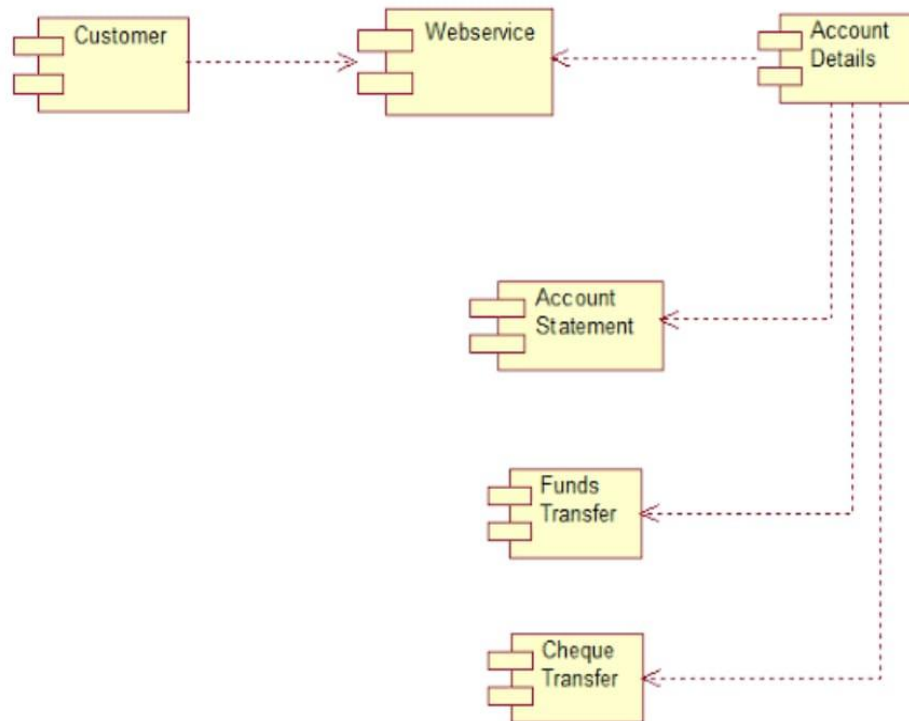 Customer
Webservice
Account
Details
Account
Statement
Funds
Transfer
Cheque
Transfer